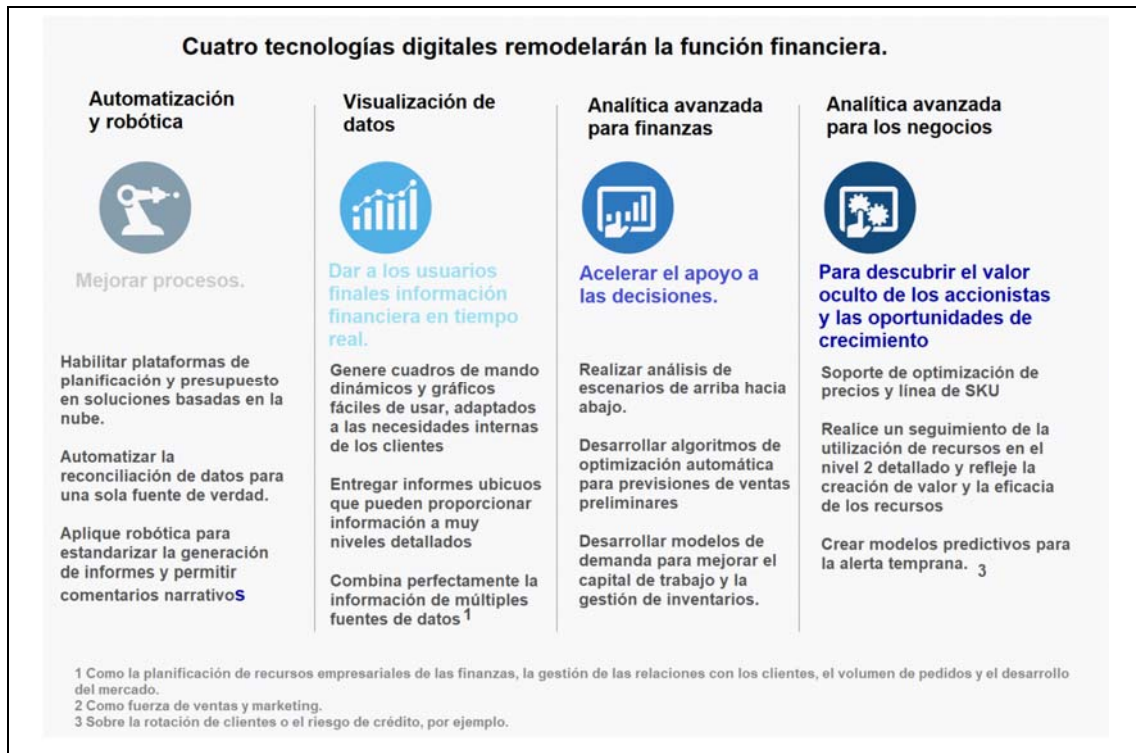 Cuatro tecnologías digitales remodelarán la función financiera.
Automatización
y robótica
Mejorar procesos.
Habilitar plataformas de
planificación y presupuesto
en soluciones basadas en la
nube.
Automatizar la
reconciliación de datos para
una sola fuente de verdad.
Aplique robótica para
estandarizar la generación
de informes y permitir
comentarios narrativos
Visualización de
datos
Dar a los usuarios
finales información
financiera en tiempo
real.
Genere cuadros de mando
dinámicos y gráficos
fáciles de usar, adaptados
a las necesidades internas
de los clientes
Entregar informes ubicuos
que pueden proporcionar
información a muy
niveles detallados
Combina perfectamente la
información de múltiples
fuentes de datos 1
Analítica avanzada
para finanzas
Acelerar el apoyo a
las decisiones.
Realizar análisis de
escenarios de arriba hacia
abajo.
Desarrollar algoritmos de
optimización automática
para previsiones de ventas
preliminares
Desarrollar modelos de
demanda para mejorar el
capital de trabajo y la
gestión de inventarios.
Analítica avanzada
para los negocios
Para descubrir el valor
oculto de los accionistas
y las oportunidades de
crecimiento
Soporte de optimización de
precios y línea de SKU
Realice un seguimiento de la
utilización de recursos en el
nivel 2 detallado y refleje la
creación de valor y la eficacia
de los recursos
Crear modelos predictivos para
la alerta temprana. 3
1 Como la planificación de recursos empresariales de las finanzas, la gestión de las relaciones con los clientes, el volumen de pedidos y el desarrollo
del mercado.
2 Como fuerza de ventas y marketing.
3 Sobre la rotación de clientes o el riesgo de crédito, por ejemplo.